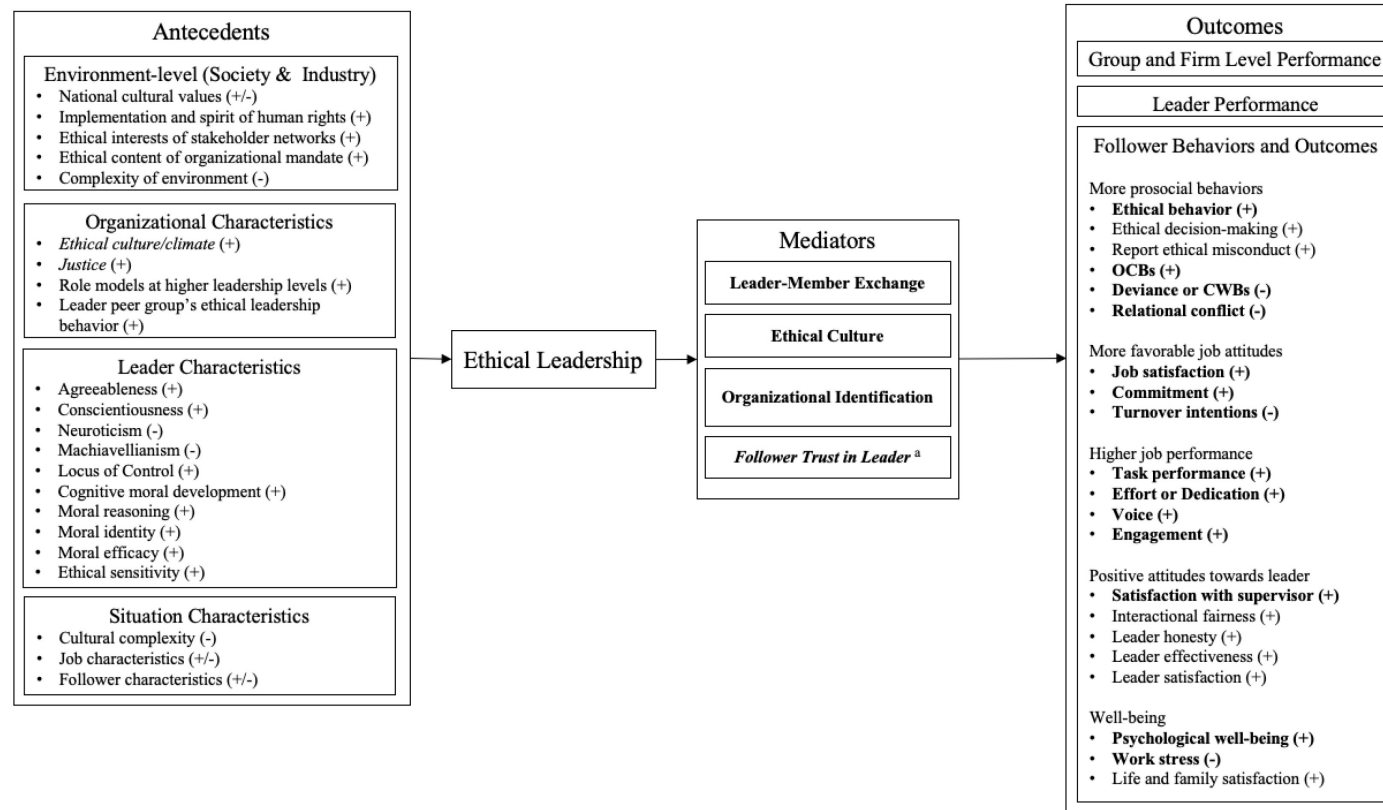 Antecedents
Environment-level (Society & Industry)
• National cultural values (+/-)
• Implementation and spirit of human rights (+)
• Ethical interests of stakeholder networks (+)
• Ethical content of organizational mandate (+)
• Complexity of environment (-)
Organizational Characteristics
• Ethical culture/climate (+)
• Justice (+)
• Role models at higher leadership levels (+)
• Leader peer group’s ethical leadership
behavior (+)
Leader Characteristics
• Agreeableness (+)
• Conscientiousness (+)
• Neuroticism (-)
• Machiavellianism (-)
• Locus of Control (+)
• Cognitive moral development (+)
• Moral reasoning (+)
• Moral identity (+)
• Moral efficacy (+)
• Ethical sensitivity (+)
Situation Characteristics
• Cultural complexity (-)
• Job characteristics (+/-)
• Follower characteristics (+/-)
Ethical Leadership
Mediators
Leader-Member Exchange
Ethical Culture
Organizational Identification
Follower Trust in Leader a
Outcomes
Group and Firm Level Performance
Leader Performance
Follower Behaviors and Outcomes
More prosocial behaviors
• Ethical behavior (+)
• Ethical decision-making (+)
• Report ethical misconduct (+)
• OCBs (+)
• Deviance or CWBs (-)
• Relational conflict (-)
More favorable job attitudes
• Job satisfaction (+)
• Commitment (+)
• Turnover intentions (-)
Higher job performance
• Task performance (+)
• Effort or Dedication (+)
• Voice (+)
• Engagement (+)
Positive attitudes towards leader
• Satisfaction with supervisor (+)
• Interactional fairness (+)
• Leader honesty (+)
• Leader effectiveness (+)
• Leader satisfaction (+)
Well-being
• Psychological well-being (+)
• Work stress (-)
• Life and family satisfaction (+)